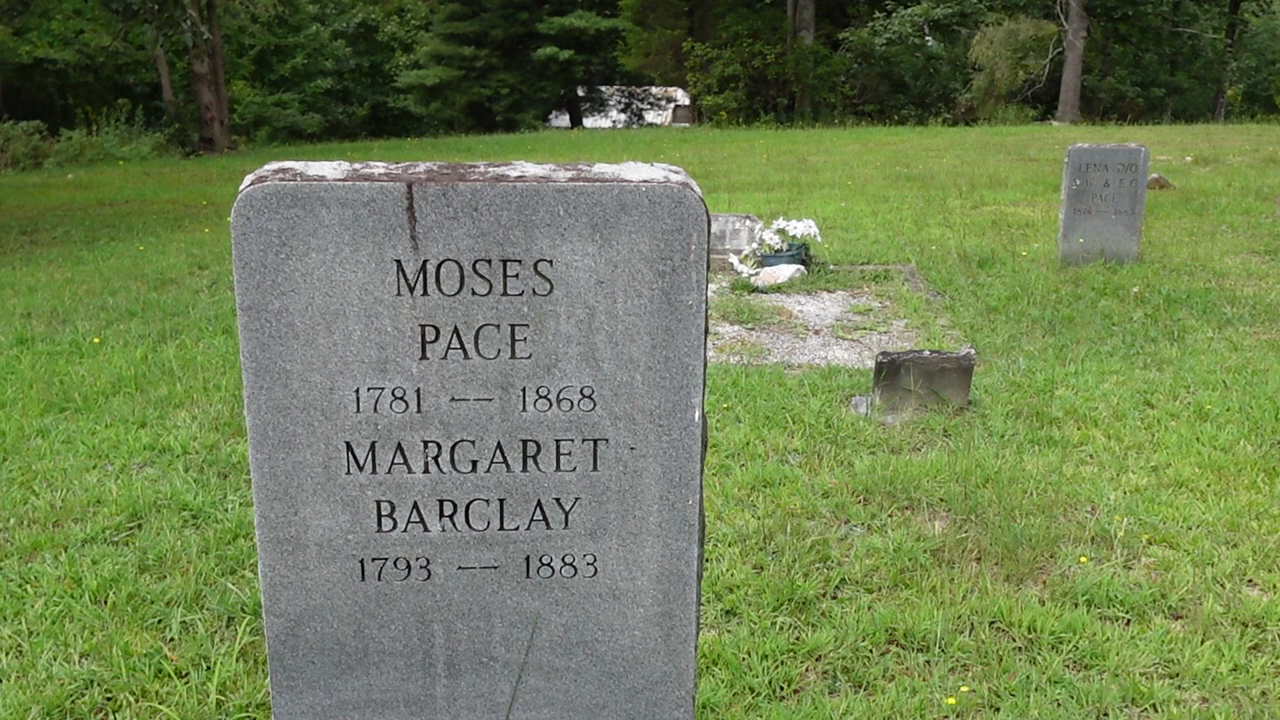 MOSES
PACE
1781 — 1868
MARGARET
BARCLAY
1793 — 1883
LENA D/O
W & E C
PACE